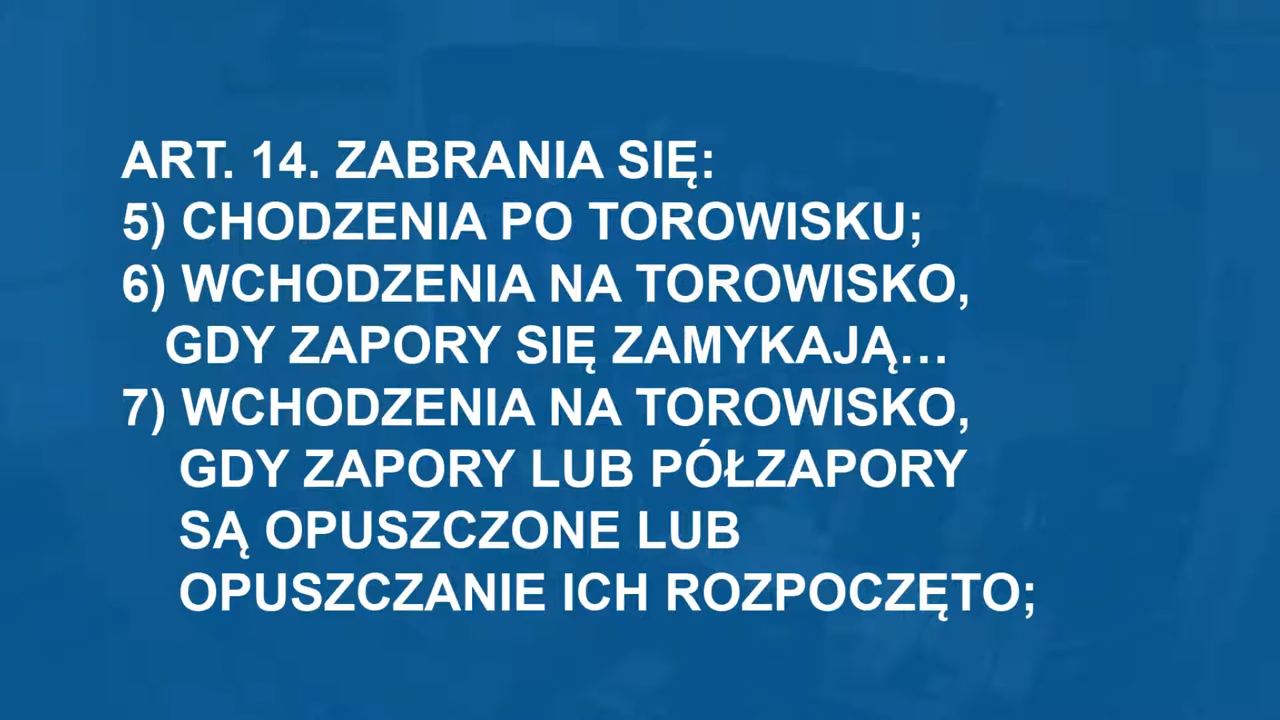 ART. 14. ZABRANIA SIĘ:
5) CHODZENIA PO TOROWISKU;
6) WCHODZENIA NA TOROWISKO,
GDY ZAPORY SIĘ ZAMYKAJĄ...
7) WCHODZENIA NA TOROWISKO,
GDY ZAPORY LUB PÓŁZAPORY
SĄ OPUSZCZONE LUB
OPUSZCZANIE ICH ROZPOCZĘTO;